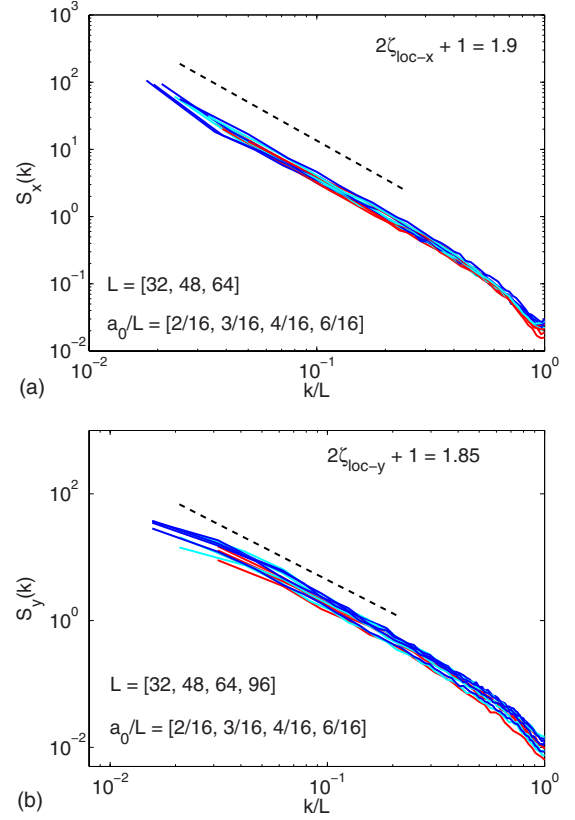 (a)
S_x(k)
10^3
10^2
10^1
10^0
10^-1
10^-2
2ζ_loc-x + 1 = 1.9
L = [32, 48, 64]
a_0/L = [2/16, 3/16, 4/16, 6/16]
10^-2 10^-1 10^0
k/L
(b)
S_y(k)
10^2
10^0
10^-2
2ζ_loc-y + 1 = 1.85
L = [32, 48, 64, 96]
a_0/L = [2/16, 3/16, 4/16, 6/16]
10^-2 10^-1 10^0
k/L